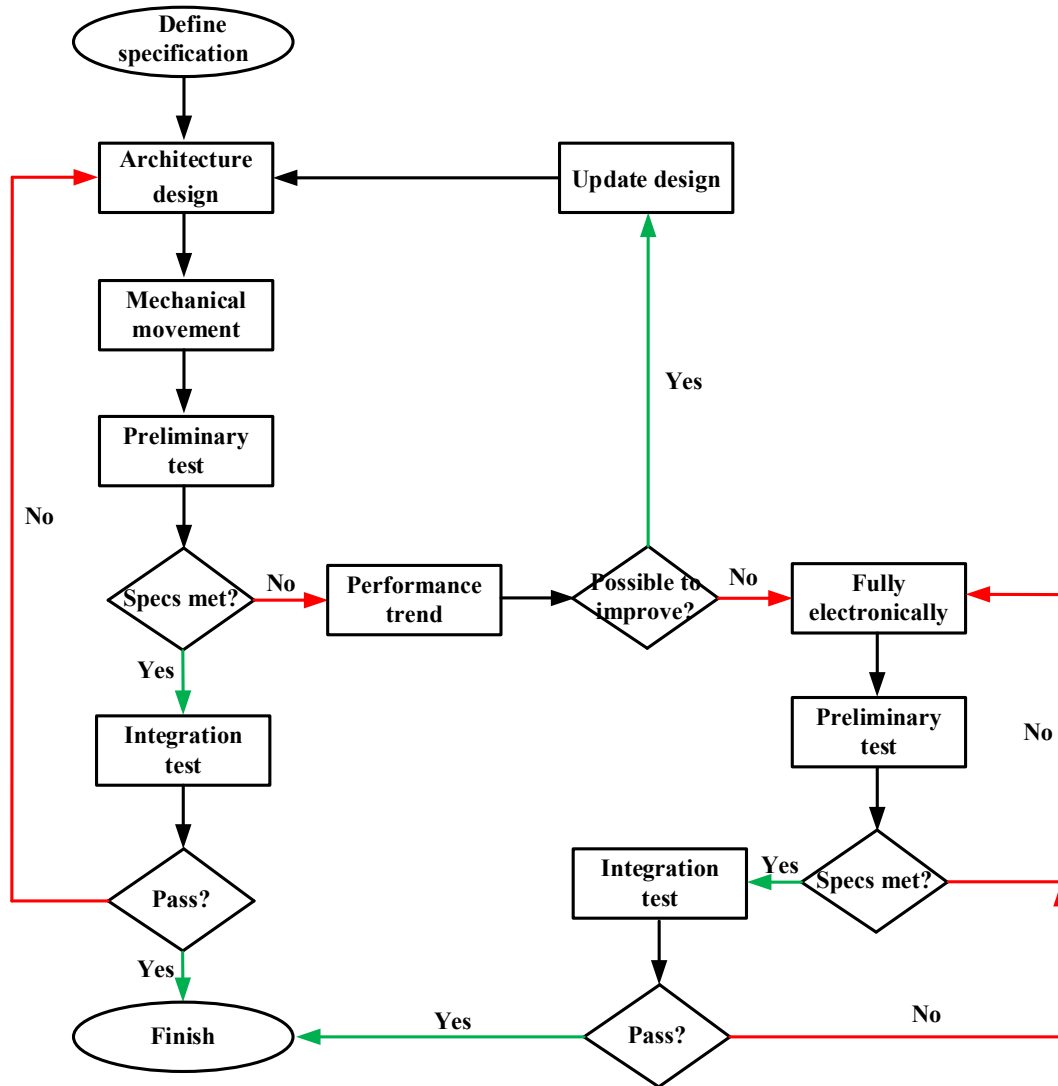 Define
specification
Architecture
design
Update design
Mechanical
movement
Yes
Preliminary
test
No
Specs met?
No
Performance
trend
Possible to
improve?
No
Fully
electronically
Yes
Integration
test
Preliminary
test
No
Pass?
Integration
test
Yes
Specs met?
Yes
Finish
Yes
Pass?
No